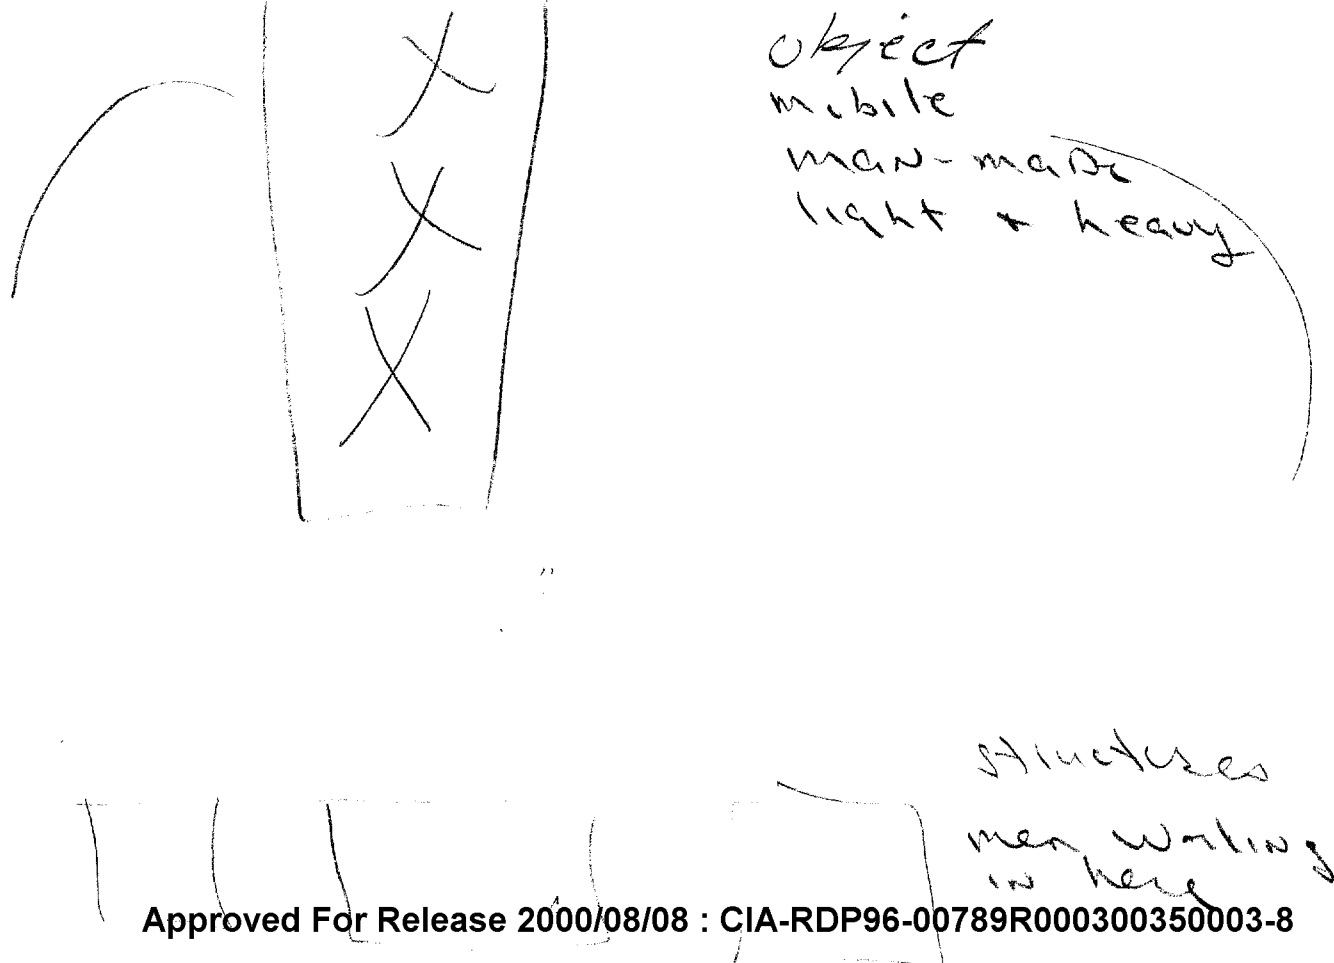 object
mobile
man-made
light + heavy
structures
men working
in here
Approved For Release 2000/08/08 : CIA-RDP96-00789R000300350003-8